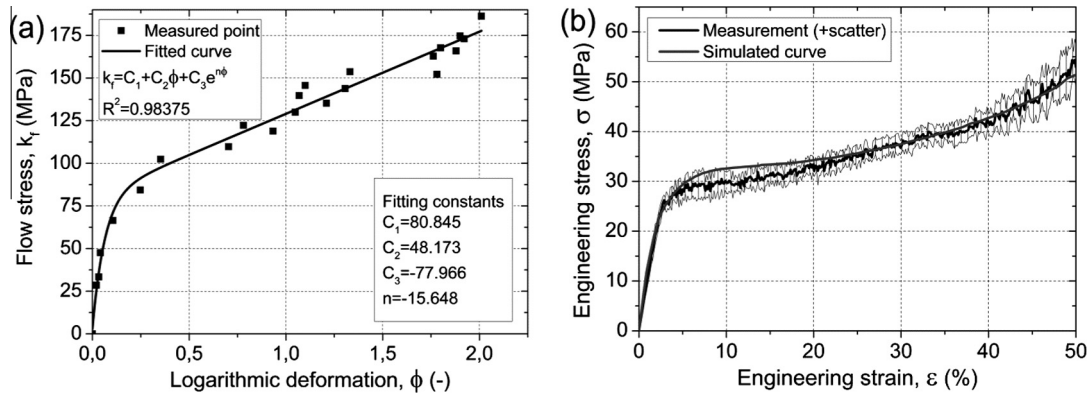 (a)
Measured point
Fitted curve
k_f=C_1+C_2ϕ+C_3e^{nϕ}
R^2=0.98375
Fitting constants
C_1=80.845
C_2=48.173
C_3=-77.966
n=-15.648
Flow stress, k_f (MPa)
175
150
125
100
75
50
25
0
0,0 0,5 1,0 1,5 2,0
Logarithmic deformation, ϕ (-)
(b)
Measurement (+scatter)
Simulated curve
Engineering stress, σ (MPa)
60
50
40
30
20
10
0
0 10 20 30 40 50
Engineering strain, ε (%)